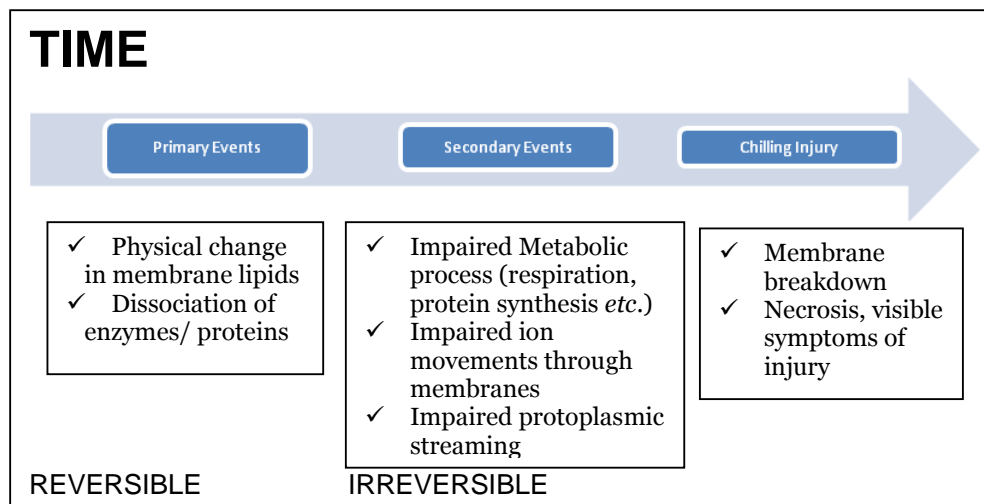 TIME
Primary Events
Secondary Events
Chilling Injury
✓ Physical change
in membrane lipids
✓ Dissociation of
enzymes/ proteins
✓ Impaired Metabolic
process (respiration,
protein synthesis etc.)
✓ Impaired ion
movements through
membranes
✓ Impaired protoplasmic
streaming
✓ Membrane
breakdown
✓ Necrosis, visible
symptoms of
injury
REVERSIBLE
IRREVERSIBLE